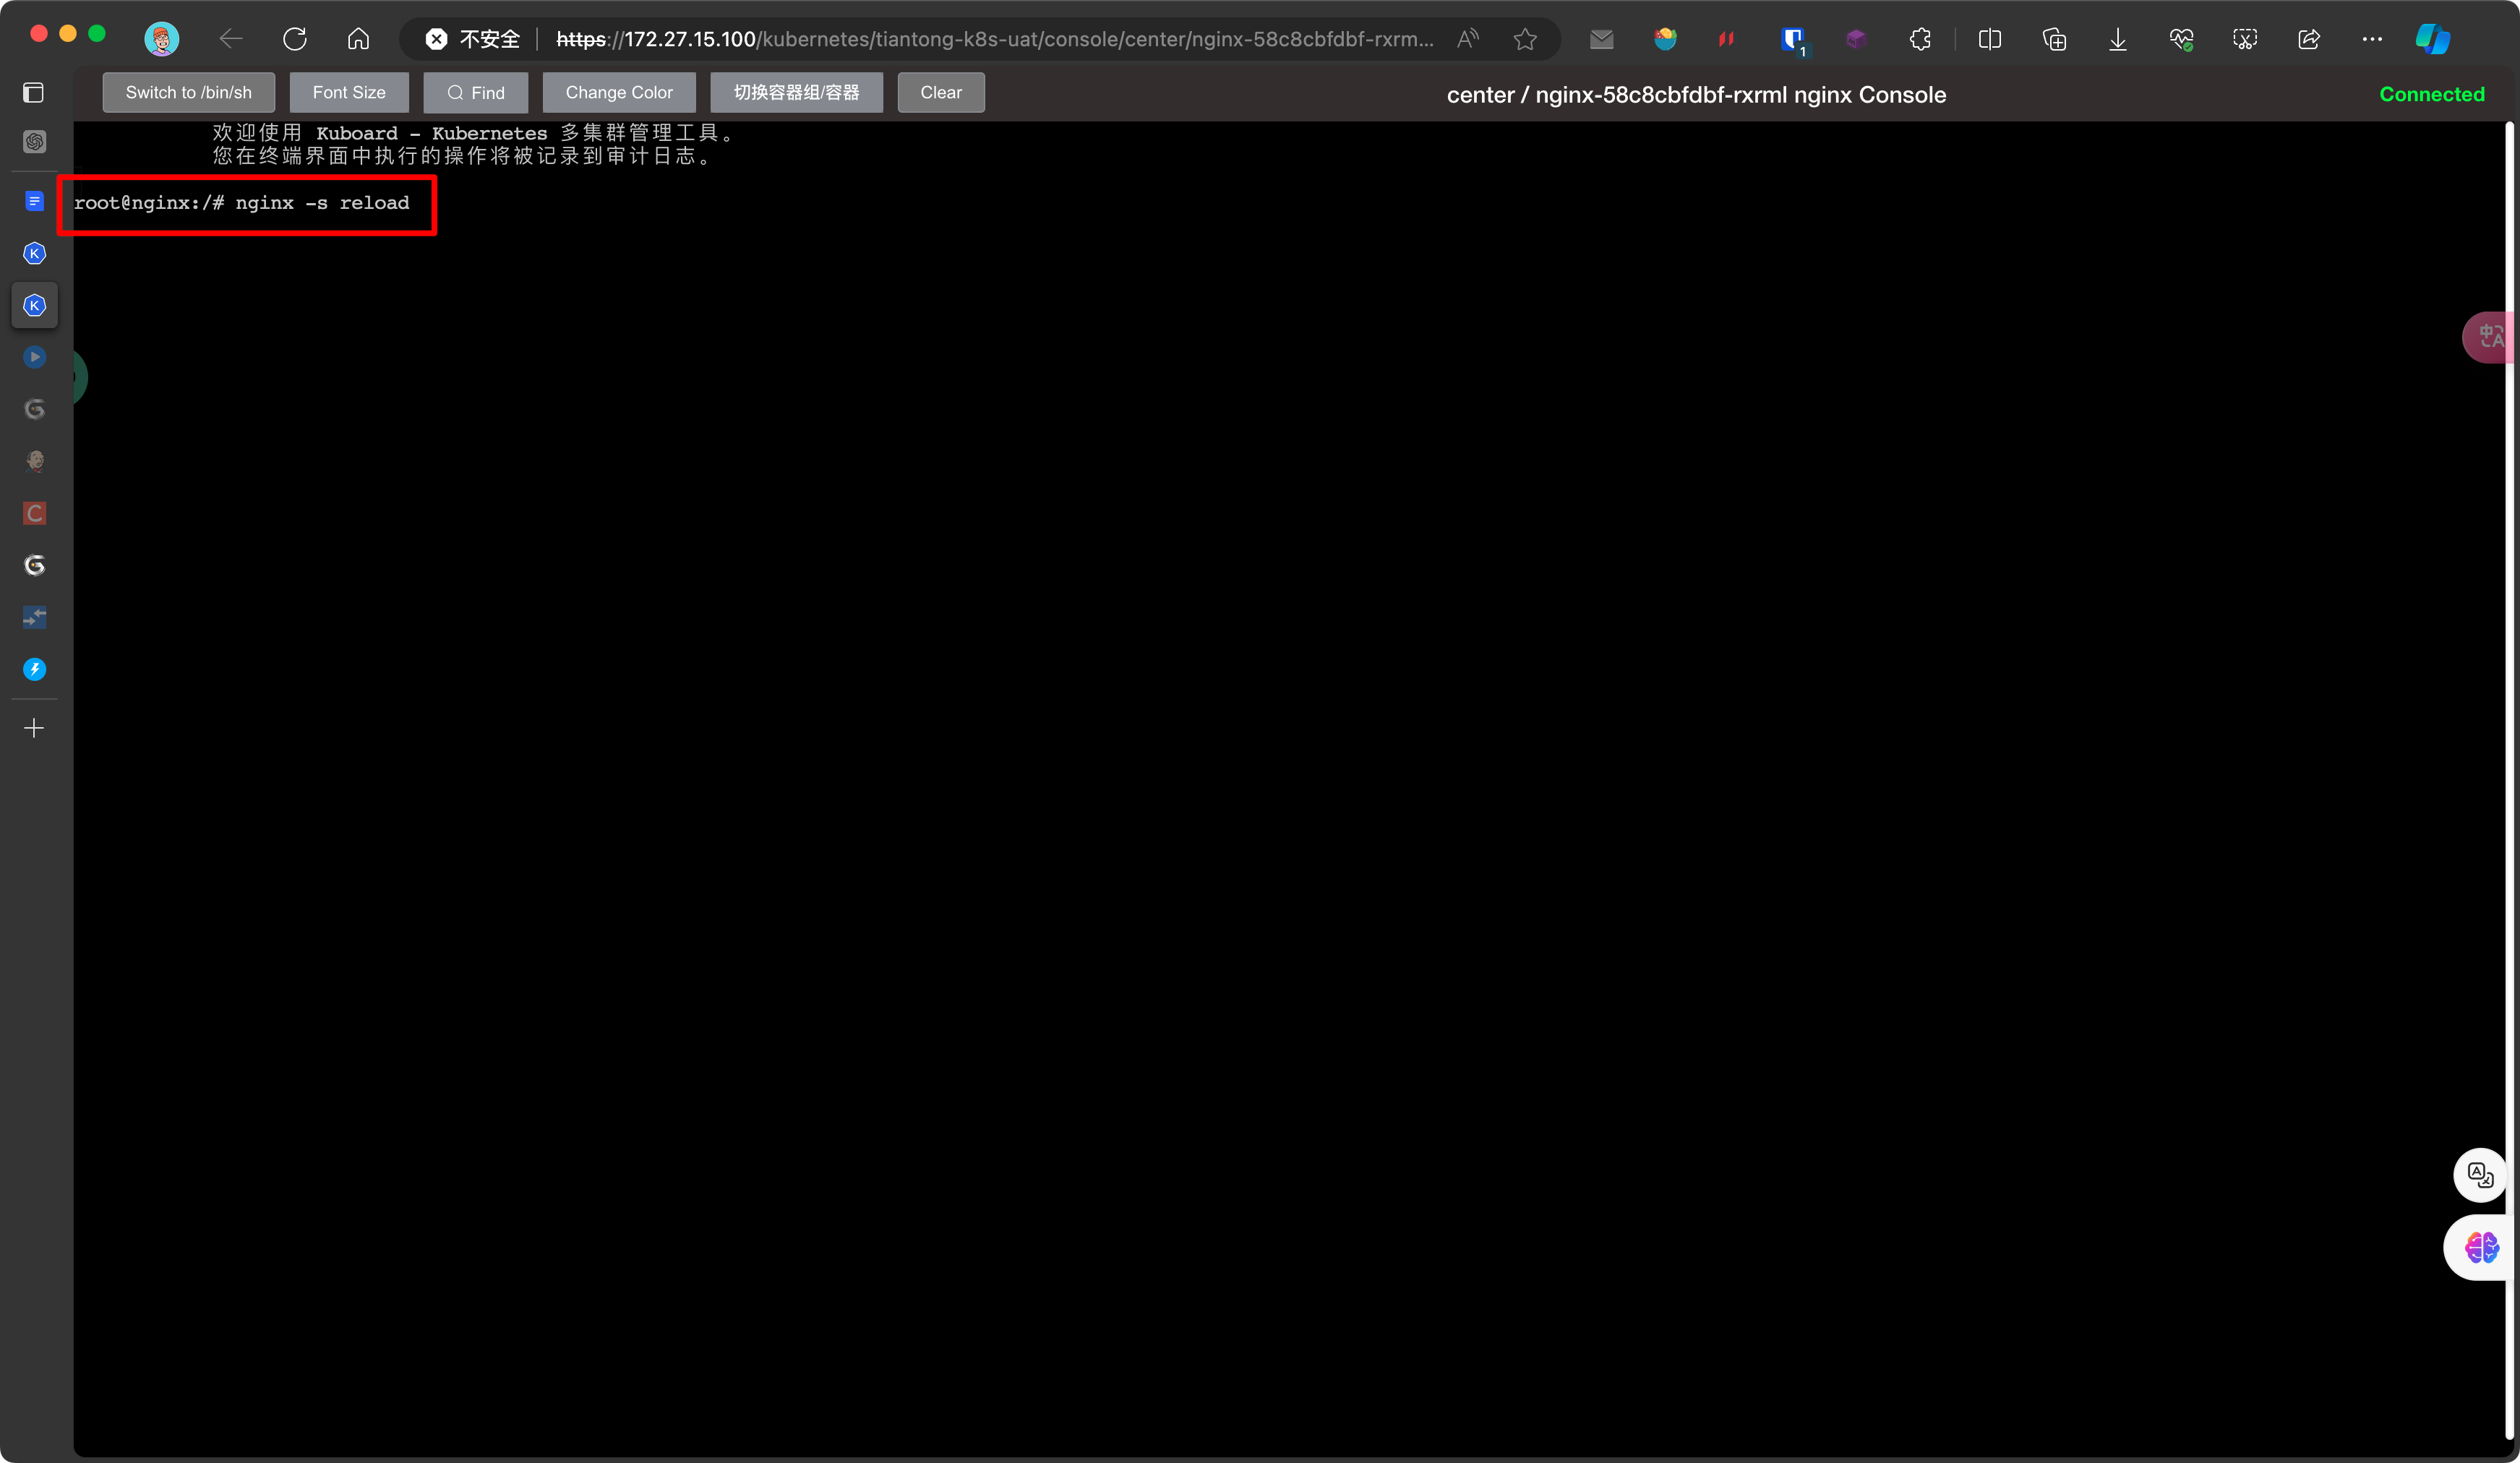 不安全 https://172.27.15.100/kubernetes/tiantong-k8s-uat/console/center/nginx-58c8cbfdbf-rxrm...
1
Switch to /bin/sh Font Size Find Change Color 切换容器组/容器 Clear center / nginx-58c8cbfdbf-rxrml nginx Console Connected
欢迎使用 Kuboard - Kubernetes 多集群管理工具。
您在终端界面中执行的操作将被记录到审计日志。
root@nginx:/# nginx -s reload